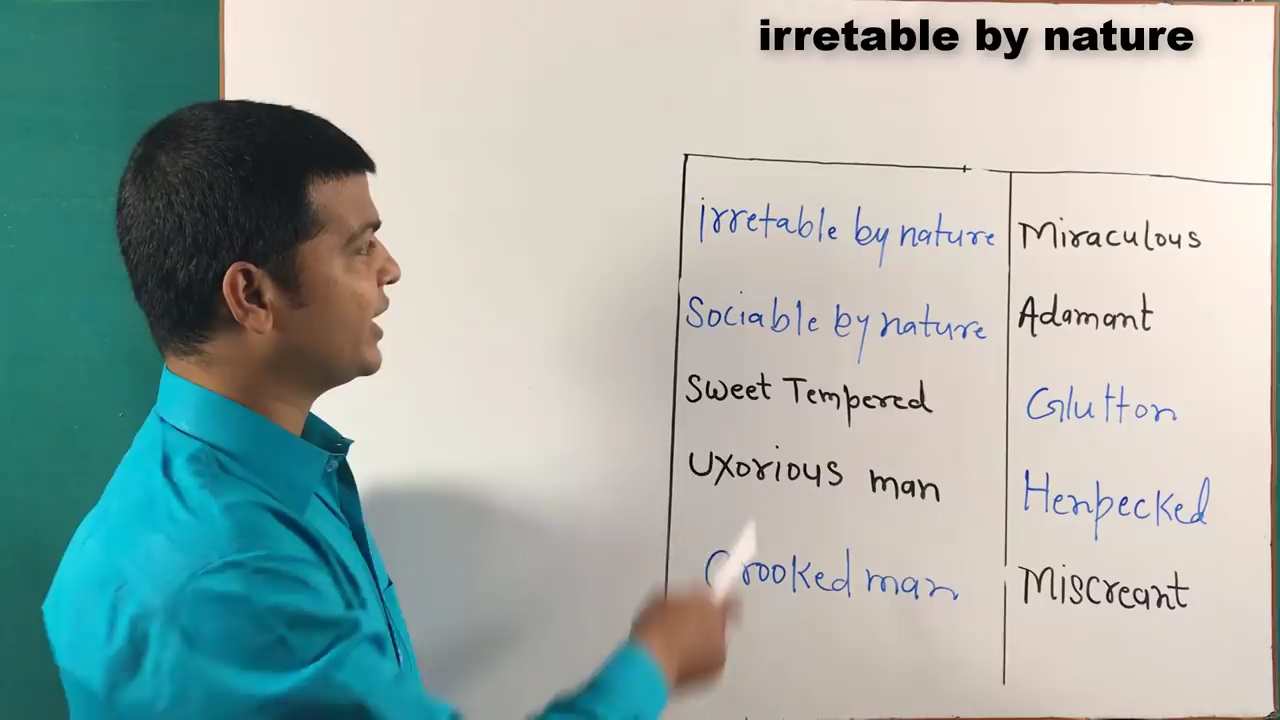 irretable by nature
irretable by nature
Sociable by nature
Sweet Tempered
Uxorious man
Crooked man
Miraculous
Adamant
Glutton
Henpecked
Miscreant